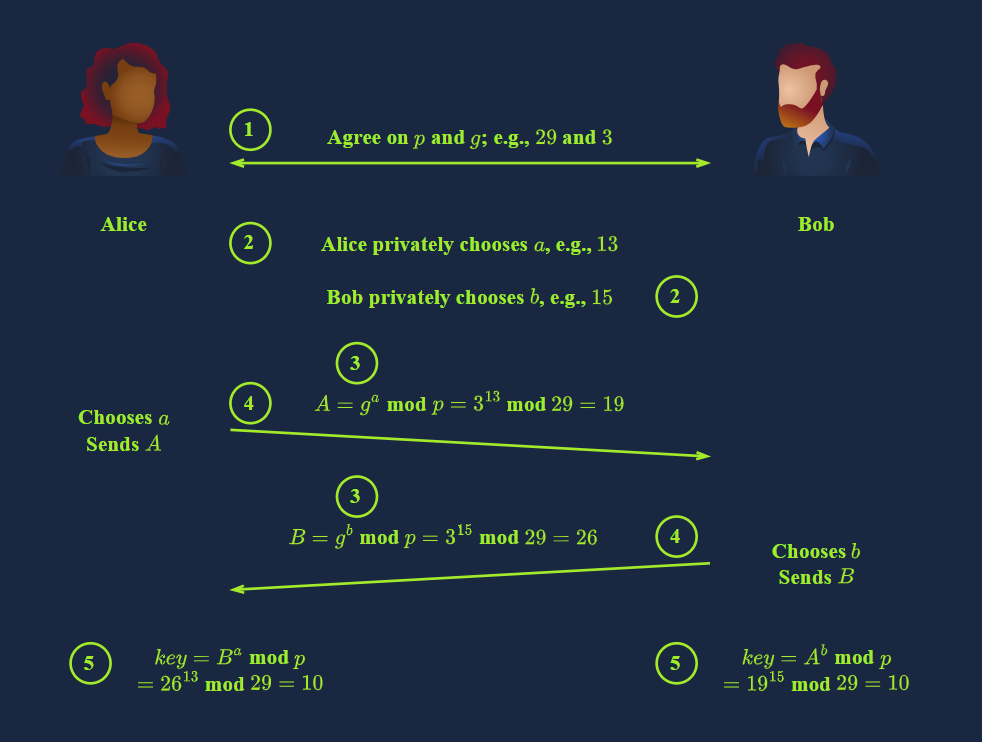 1
Agree on p and g; e.g., 29 and 3
Alice
Bob
2
Alice privately chooses a, e.g., 13
Bob privately chooses b, e.g., 15
2
3
4
A = g^a mod p = 3^13 mod 29 = 19
Chooses a
Sends A
3
B = g^b mod p = 3^15 mod 29 = 26
4
Chooses b
Sends B
5
key = B^a mod p
= 26^13 mod 29 = 10
5
key = A^b mod p
= 19^15 mod 29 = 10